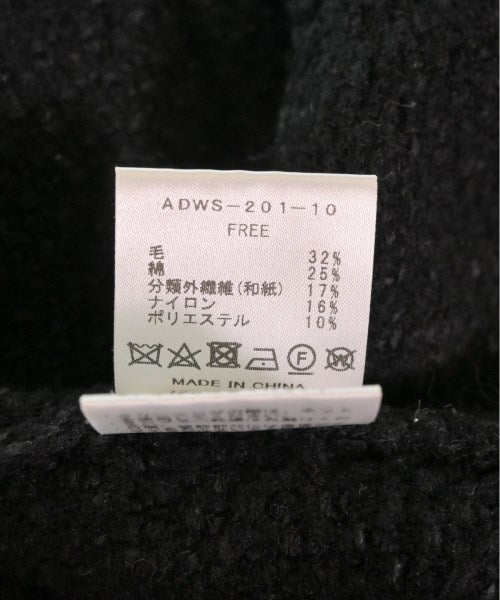 ADWS-201-10
FREE
毛 32%
綿 25%
分類外繊維(和紙) 17%
ナイロン 16%
ポリエステル 10%
MADE IN CHINA